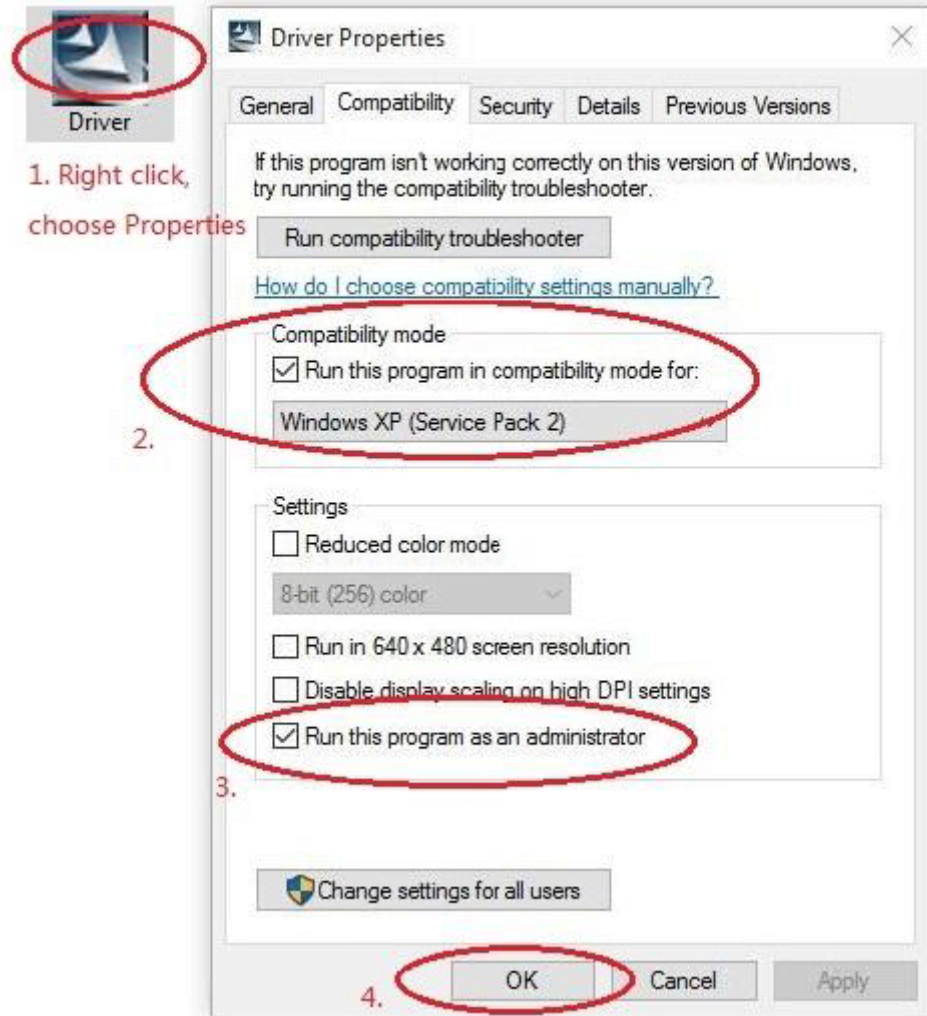 Driver
1. Right click,
choose Properties
Driver Properties
General Compatibility Security Details Previous Versions
If this program isn't working correctly on this version of Windows,
try running the compatibility troubleshooter.
Run compatibility troubleshooter
How do I choose compatibility settings manually?
Compatibility mode
Run this program in compatibility mode for:
Windows XP (Service Pack 2)
2.
Settings
Reduced color mode
8-bit (256) color
Run in 640 x 480 screen resolution
Disable display scaling on high DPI settings
Run this program as an administrator
3.
Change settings for all users
4.
OK Cancel Apply